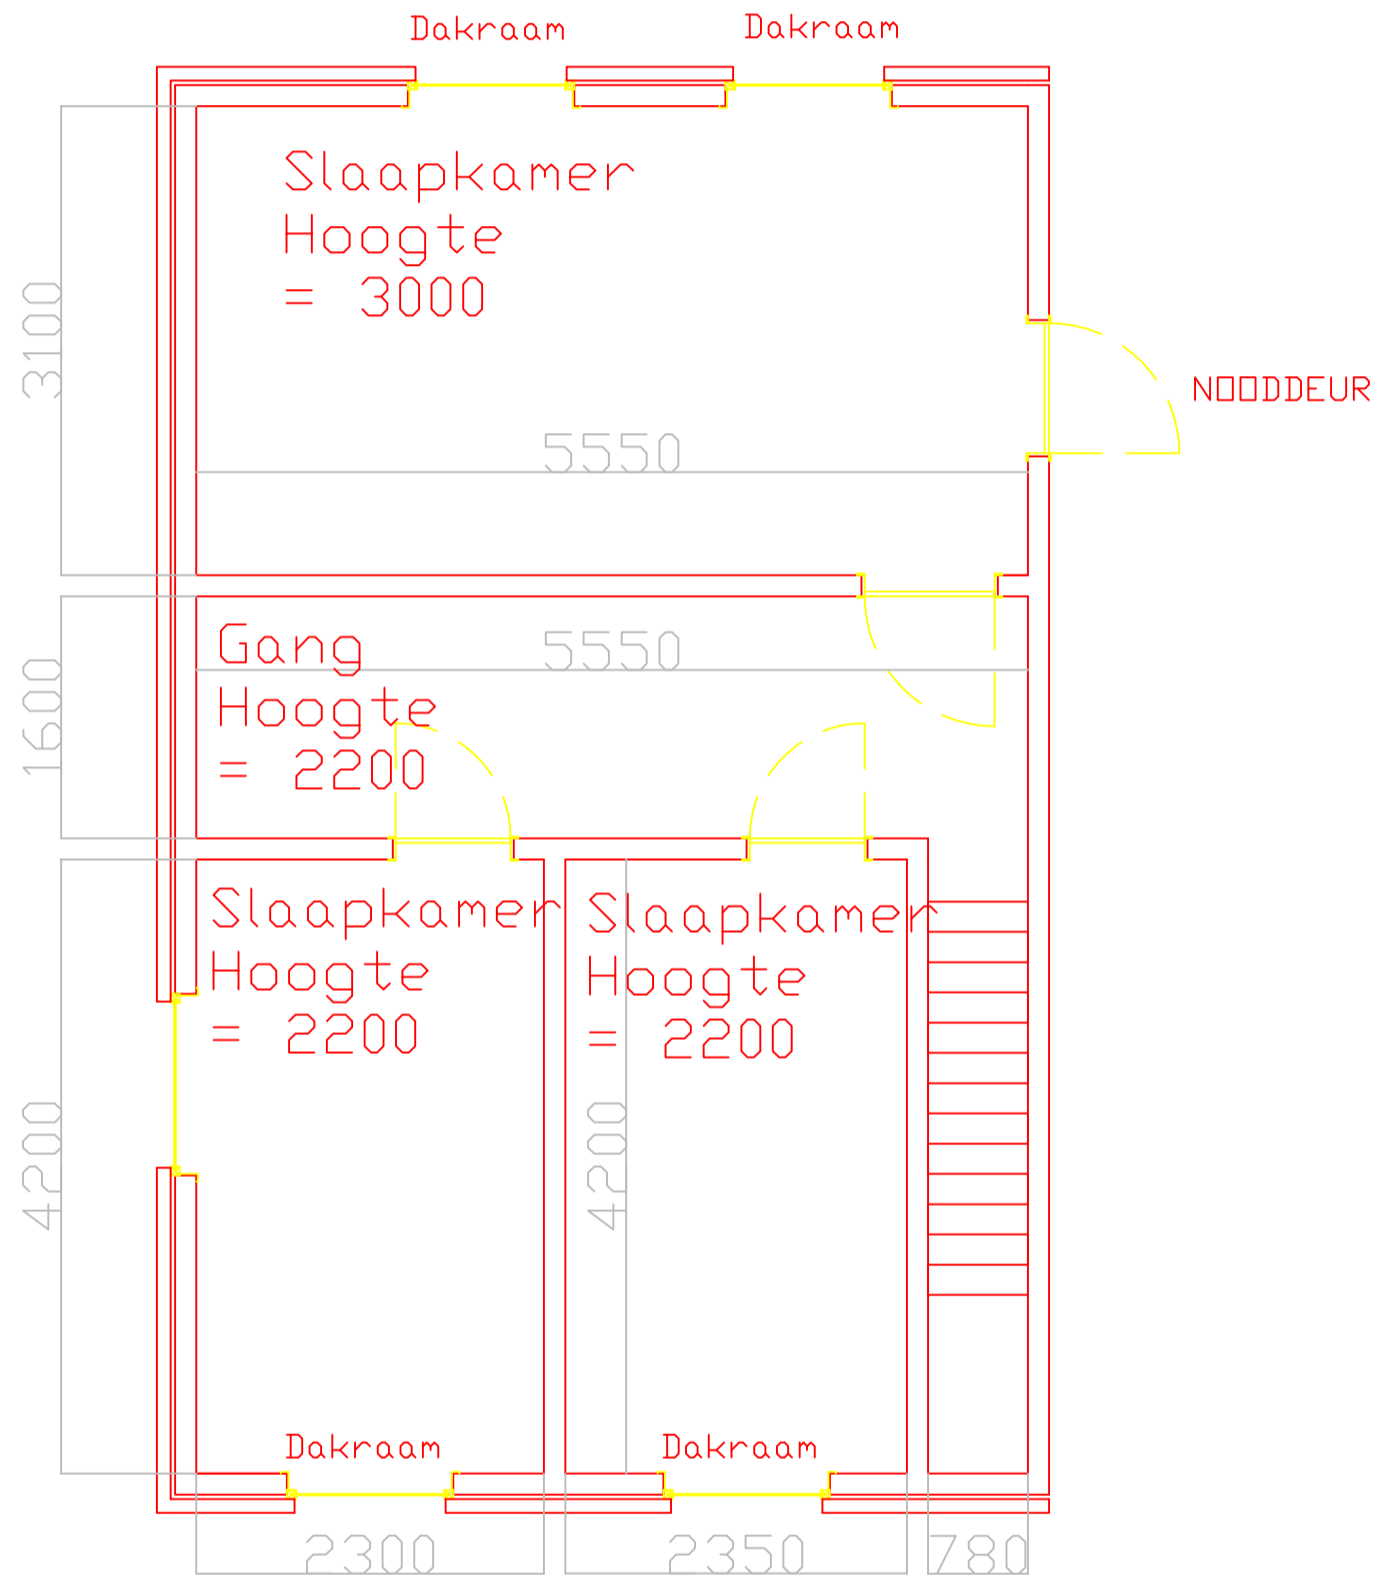 Dakraam
Dakraam
Slaapkamer
Hoogte
= 3000
3100
NOODDEUR
5550
Gang
Hoogte
= 2200
5550
1600
Slaapkamer
Hoogte
= 2200
Slaapkamer
Hoogte
= 2200
4200
4200
Dakraam
Dakraam
2300
2350
780